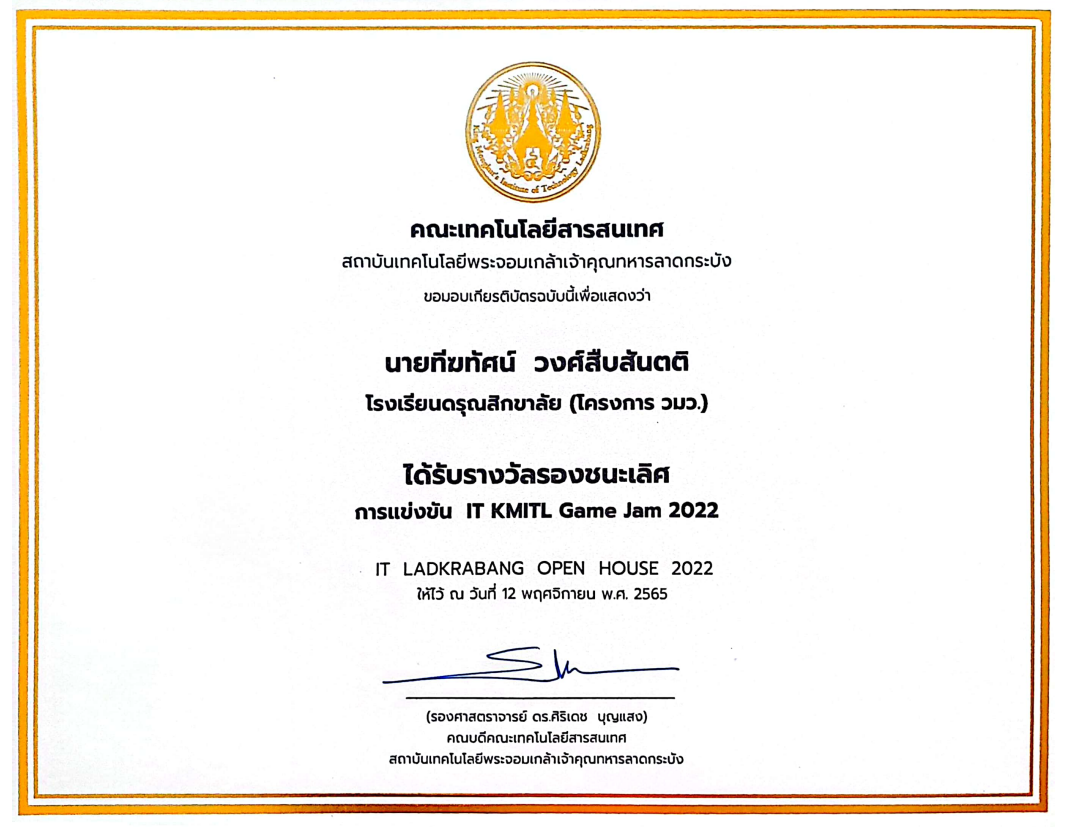 King Mongkut's Institute of Technology Ladkrabang
คณะเทคโนโลยีสารสนเทศ
สถาบันเทคโนโลยีพระจอมเกล้าเจ้าคุณทหารลาดกระบัง
ขอมอบเกียรติบัตรฉบับนี้เพื่อแสดงว่า
นายทีฆทัศน์ วงศ์สืบสันตติ
โรงเรียนดรุณสิกขาลัย (โครงการ วมว.)
ได้รับรางวัลรองชนะเลิศ
การแข่งขัน IT KMITL Game Jam 2022
IT LADKRABANG OPEN HOUSE 2022
ให้ไว้ ณ วันที่ 12 พฤศจิกายน พ.ศ. 2565
(รองศาสตราจารย์ ดร.ศิริเดช บุญแสง)
คณบดีคณะเทคโนโลยีสารสนเทศ
สถาบันเทคโนโลยีพระจอมเกล้าเจ้าคุณทหารลาดกระบัง